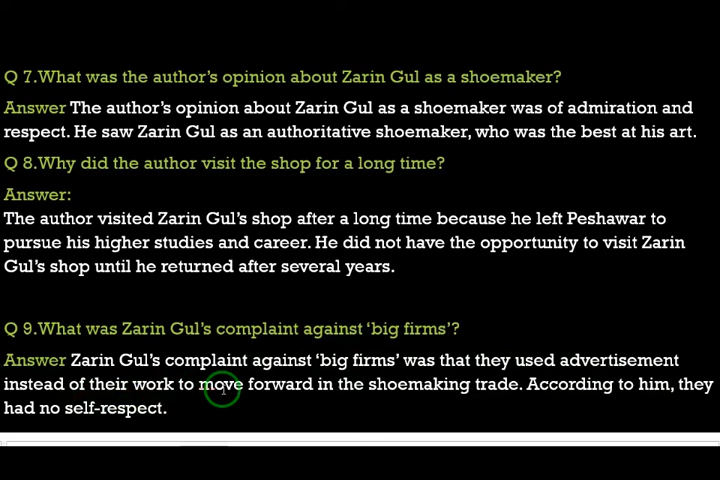 Q 7.What was the author's opinion about Zarin Gul as a shoemaker?
Answer The author's opinion about Zarin Gul as a shoemaker was of admiration and
respect. He saw Zarin Gul as an authoritative shoemaker, who was the best at his art.
Q 8.Why did the author visit the shop for a long time?
Answer:
The author visited Zarin Gul's shop after a long time because he left Peshawar to
pursue his higher studies and career. He did not have the opportunity to visit Zarin
Gul's shop until he returned after several years.
Q 9.What was Zarin Gul's complaint against 'big firms'?
Answer Zarin Gul's complaint against 'big firms' was that they used advertisement
instead of their work to move forward in the shoemaking trade. According to him, they
had no self-respect.